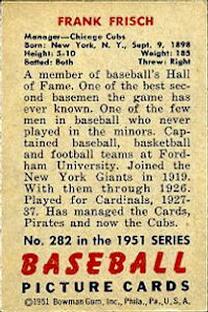 FRANK FRISCH
Manager—Chicago Cubs
Born: New York, N. Y., Sept. 9, 1898
Height: 5-10 Weight: 185
Batted: Both Threw: Right
A member of baseball's Hall
of Fame. One of the best sec-
ond basemen the game has
ever known. One of the few
men in baseball who never
played in the minors. Cap-
tained baseball, basketball
and football teams at Ford-
ham University. Joined the
New York Giants in 1919.
With them through 1926.
Played for Cardinals, 1927-
37. Has managed the Cards,
Pirates and now the Cubs.
No. 282 in the 1951 SERIES
BASEBALL
PICTURE CARDS
©1951 Bowman Gum, Inc., Phila., Pa., U. S. A.